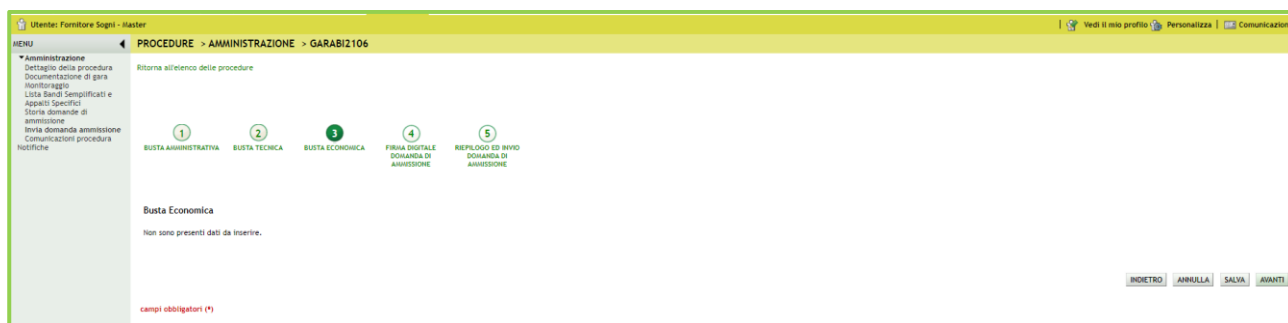 Utente: Fornitore Sogni - Master
| Vedi il mio profilo Personalizza | Comunicazion
MENU
PROCEDURE > AMMINISTRAZIONE > GARABI2106
Amministrazione
Dettaglio della procedura
Documentazione di gara
Monitoraggio
Lista Bandi Semplificati e
Appalti Specifici
Storia domande di
ammissione
Invia domanda ammissione
Comunicazioni procedura
Notifiche
Ritorna all'elenco delle procedure
1
BUSTA AMMINISTRATIVA
2
BUSTA TECNICA
3
BUSTA ECONOMICA
4
FIRMA DIGITALE
DOMANDA DI
AMMISSIONE
5
RIEPILOGO ED INVIO
DOMANDA DI
AMMISSIONE
Busta Economica
Non sono presenti dati da inserire.
INDIETRO ANNULLA SALVA AVANTI
campi obbligatori (*)